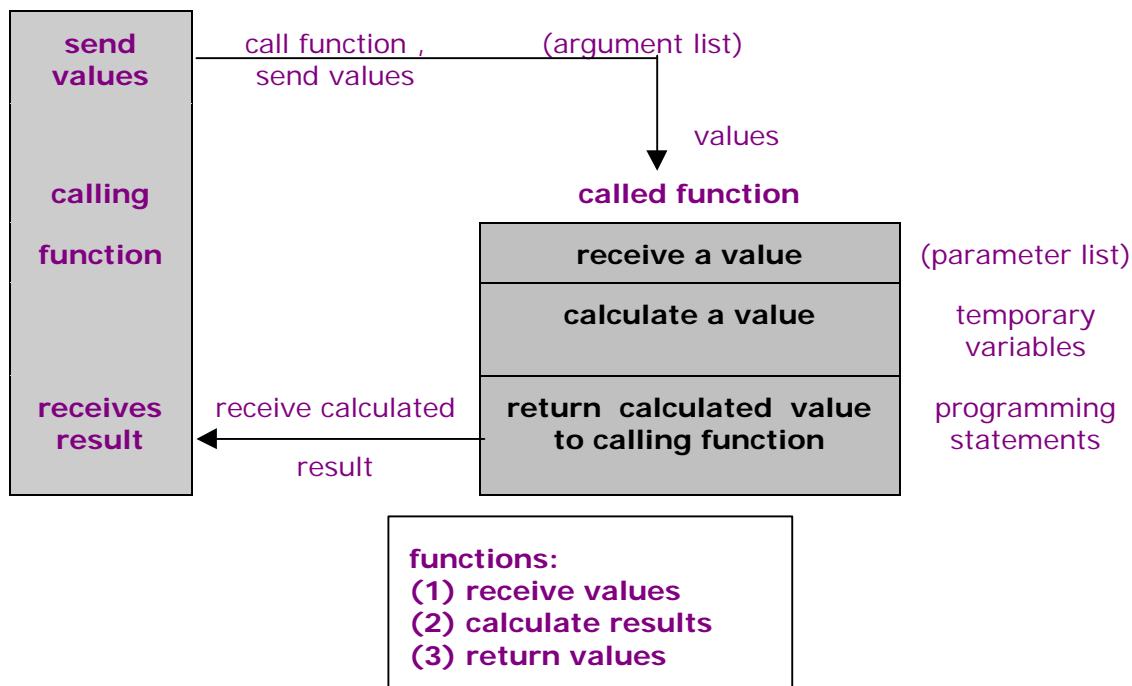 send
values
call function ,
send values
(argument list)
values
calling
function
called function
receive a value
(parameter list)
calculate a value
temporary
variables
receives
result
receive calculated
result
return calculated value
to calling function
programming
statements
functions:
(1) receive values
(2) calculate results
(3) return values